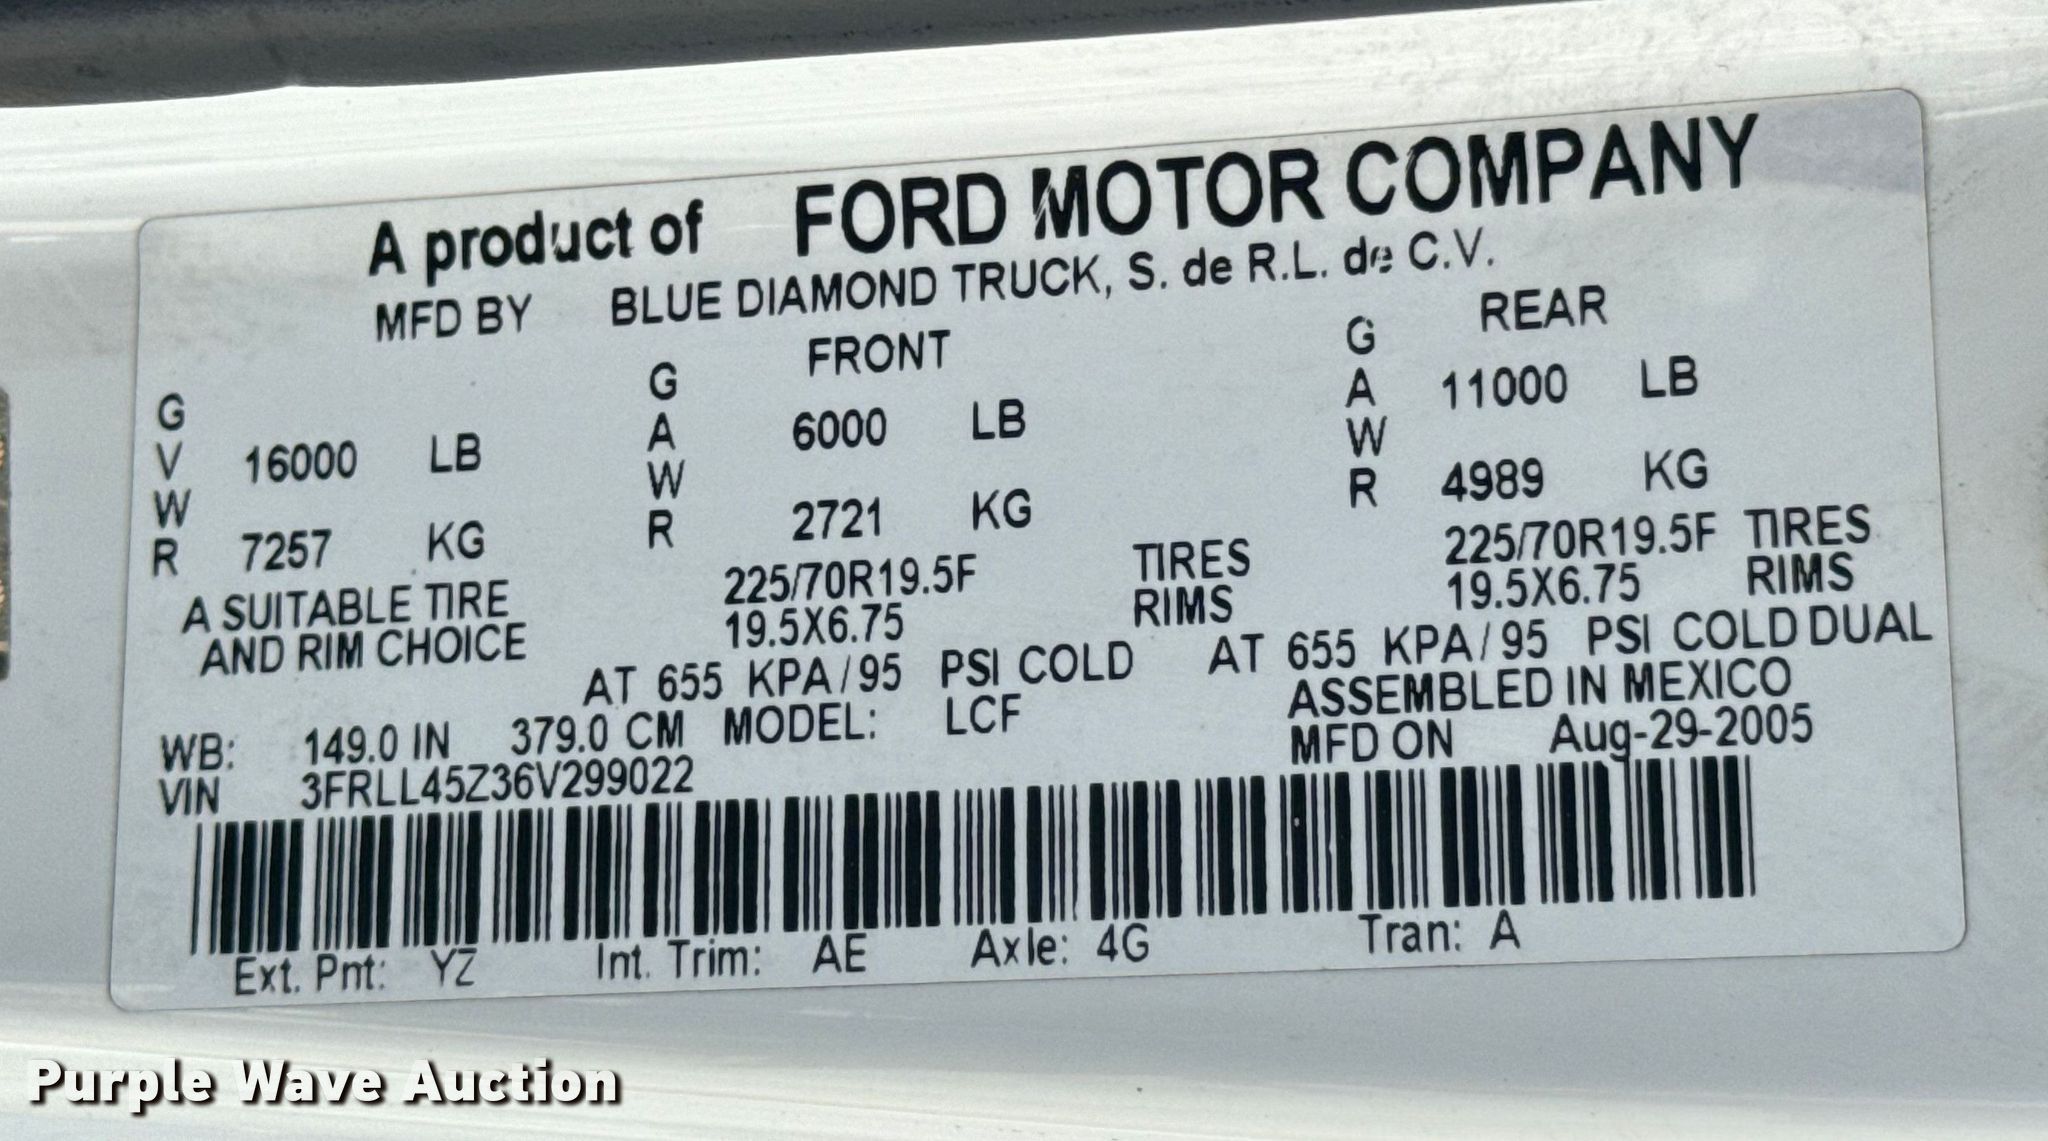 A product of FORD MOTOR COMPANY
MFD BY BLUE DIAMOND TRUCK, S. de R.L. de C.V.
GVWR 16000 LB
7257 KG
FRONT
GAWR 6000 LB
2721 KG
REAR
GAWR 11000 LB
4989 KG
A SUITABLE TIRE
AND RIM CHOICE
225/70R19.5F TIRES
19.5X6.75 RIMS
AT 655 KPA/95 PSI COLD
225/70R19.5F TIRES
19.5X6.75 RIMS
AT 655 KPA/95 PSI COLD DUAL
WB: 149.0 IN 379.0 CM MODEL: LCF
ASSEMBLED IN MEXICO
MFD ON Aug-29-2005
VIN 3FRLL45Z36V299022
Ext. Pnt: YZ Int. Trim: AE Axle: 4G Tran: A
Purple Wave Auction